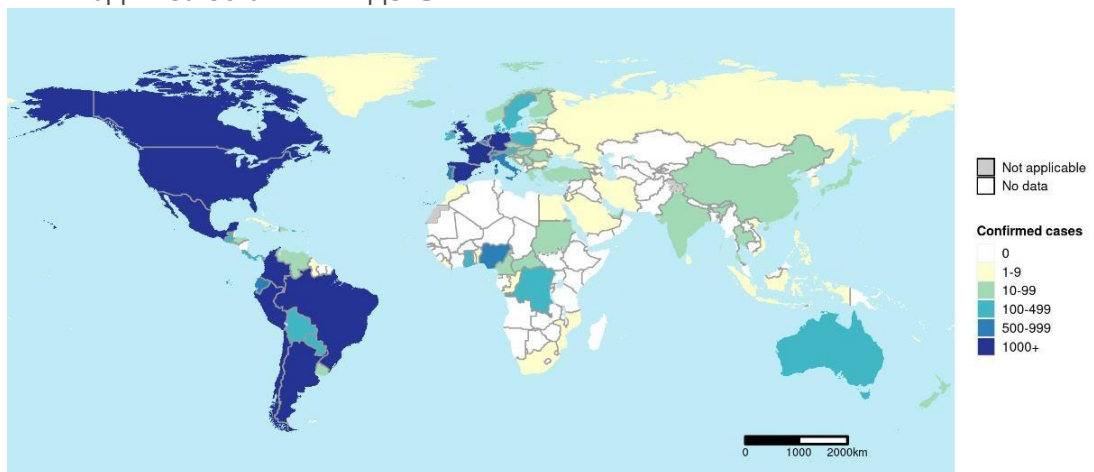 Not applicable
No data
Confirmed cases
0
1-9
10-99
100-499
500-999
1000+
0 1000 2000km